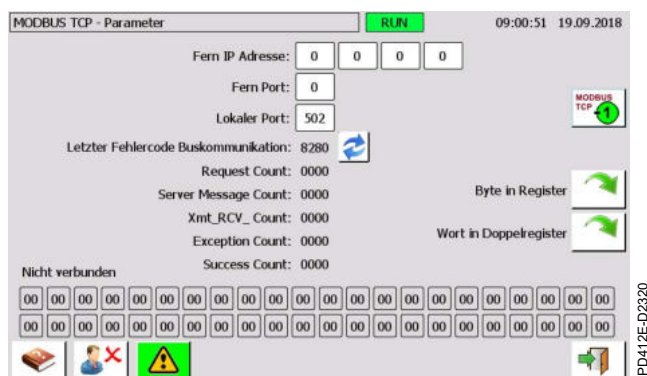 MODBUS TCP - Parameter RUN 09:00:51 19.09.2018
Fern IP Adresse: 0 0 0 0
Fern Port: 0
Lokaler Port: 502
MODBUS
TCP 1
Letzter Fehlercode Buskommunikation: 8280
Request Count: 0000
Server Message Count: 0000
Byte in Register
Xmt_RCV_ Count: 0000
Wort in Doppelregister
Exception Count: 0000
Success Count: 0000
Nicht verbunden
00 00 00 00 00 00 00 00 00 00 00 00 00 00 00 00 00 00 00 00 00 00
00 00 00 00 00 00 00 00 00 00 00 00 00 00 00 00 00 00 00 00 00 00
PD412E-D2320